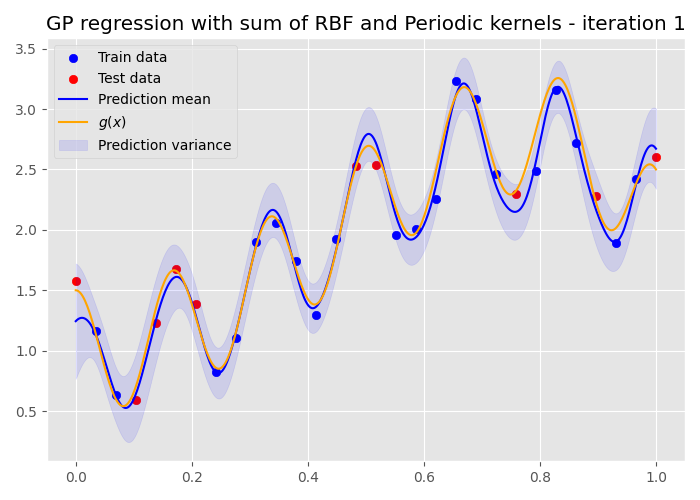 GP regression with sum of RBF and Periodic kernels - iteration 1
Train data
Test data
Prediction mean
g(x)
Prediction variance
3.5
3.0
2.5
2.0
1.5
1.0
0.5
0.0 0.2 0.4 0.6 0.8 1.0